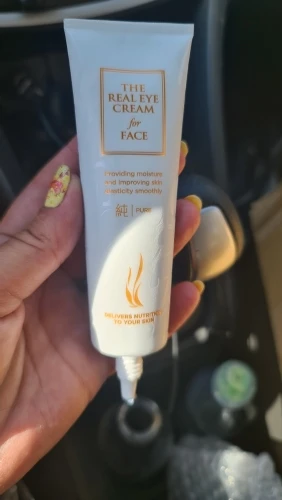 THE
REAL EYE
CREAM
for
FACE
Providing moisture
and improving skin
elasticity smoothly
純 | PURE
DELIVERS NUTRITION
TO YOUR SKIN